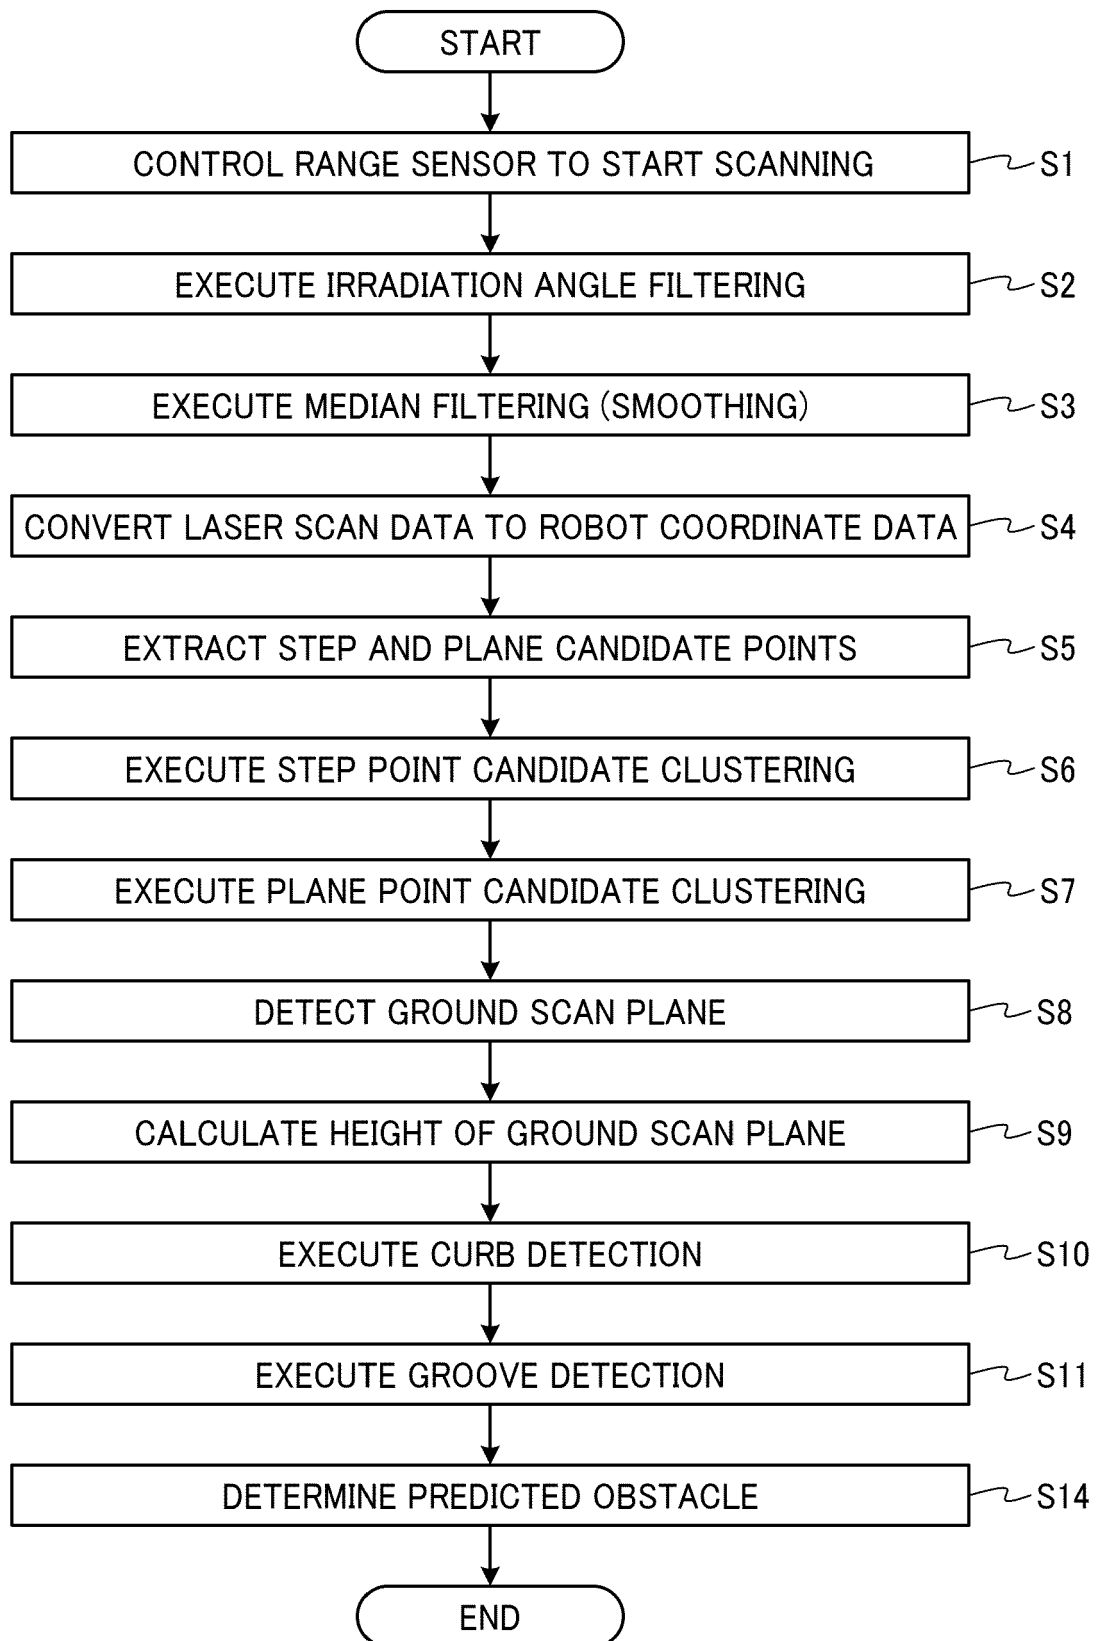 START
CONTROL RANGE SENSOR TO START SCANNING S1
EXECUTE IRRADIATION ANGLE FILTERING S2
EXECUTE MEDIAN FILTERING (SMOOTHING) S3
CONVERT LASER SCAN DATA TO ROBOT COORDINATE DATA S4
EXTRACT STEP AND PLANE CANDIDATE POINTS S5
EXECUTE STEP POINT CANDIDATE CLUSTERING S6
EXECUTE PLANE POINT CANDIDATE CLUSTERING S7
DETECT GROUND SCAN PLANE S8
CALCULATE HEIGHT OF GROUND SCAN PLANE S9
EXECUTE CURB DETECTION S10
EXECUTE GROOVE DETECTION S11
DETERMINE PREDICTED OBSTACLE S14
END